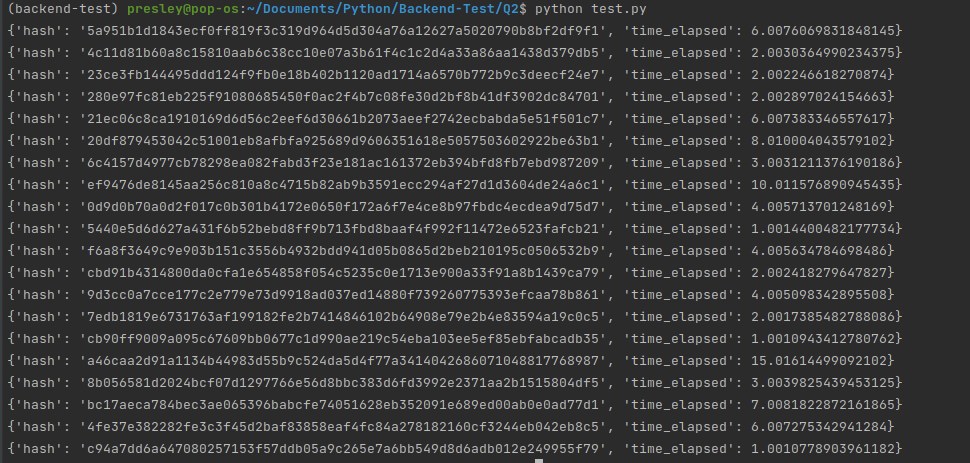 (backend-test) presley@pop-os:~/Documents/Python/Backend-Test/Q2$ python test.py
{'hash': '5a951b1d1843ecf0ff819f3c319d964d5d304a76a12627a5020790b8bf2df9f1', 'time_elapsed': 6.0076069831848145}
{'hash': '4c11d81b60a8c15810aab6c38cc10e07a3b61f4c1c2d4a33a86aa1438d379db5', 'time_elapsed': 2.0030364990234375}
{'hash': '23ce3fb144495ddd124f9fb0e18b402b1120ad1714a6570b772b9c3deecf24e7', 'time_elapsed': 2.002246618270874}
{'hash': '280e97fc81eb225f91080685450f0ac2f4b7c08fe30d2bf8b41df3902dc84701', 'time_elapsed': 2.002897024154663}
{'hash': '21ec06c8ca1910169d6d56c2eef6d30661b2073aeef2742ecbabda5e51f501c7', 'time_elapsed': 6.007383346557617}
{'hash': '20df879453042c51001eb8afbfa925689d9606351618e5057503602922be63b1', 'time_elapsed': 8.010004043579102}
{'hash': '6c4157d4977cb78298ea082fabd3f23e181ac161372eb394bfd8fb7ebd987209', 'time_elapsed': 3.0031211376190186}
{'hash': 'ef9476de8145aa256c810a8c4715b82ab9b3591ecc294af27d1d3604de24a6c1', 'time_elapsed': 10.011576890945435}
{'hash': '0d9d0b70a0d2f017c0b301b4172e0650f172a6f7e4ce8b97fbdc4ecdea9d75d7', 'time_elapsed': 4.005713701248169}
{'hash': '5440e5d6d627a431f6b52bebd8ff9b713fbd8baaf4f992f11472e6523fafcb21', 'time_elapsed': 1.0014400482177734}
{'hash': 'f6a8f3649c9e903b151c3556b4932bdd941d05b0865d2beb210195c0506532b9', 'time_elapsed': 4.005634784698486}
{'hash': 'cbd91b4314800da0cfa1e654858f054c5235c0e1713e900a33f91a8b1439ca79', 'time_elapsed': 2.002418279647827}
{'hash': '9d3cc0a7cce177c2e779e73d9918ad037ed14880f739260775393efcaa78b861', 'time_elapsed': 4.005098342895508}
{'hash': '7edb1819e6731763af199182fe2b7414846102b64908e79e2b4e83594a19c0c5', 'time_elapsed': 2.0017385482788086}
{'hash': 'cb90ff9009a095c67609bb0677c1d990ae219c54eba103ee5ef85ebfabcadb35', 'time_elapsed': 1.0010943412780762}
{'hash': 'a46caa2d91a1134b44983d55b9c524da5d4f77a3414042686071048817768987', 'time_elapsed': 15.01614499092102}
{'hash': '8b056581d2024bcf07d1297766e56d8bbc383d6fd3992e2371aa2b1515804df5', 'time_elapsed': 3.0039825439453125}
{'hash': 'bc17aeca784bec3ae065396babcfe74051628eb352091e689ed00ab0e0ad77d1', 'time_elapsed': 7.0081822872161865}
{'hash': '4fe37e382282fe3c3f45d2baf83858eaf4fc84a278182160cf3244eb042eb8c5', 'time_elapsed': 6.007275342941284}
{'hash': 'c94a7dd6a647080257153f57ddb05a9c265e7a6bb549d8d6adb012e249955f79', 'time_elapsed': 1.0010778903961182}